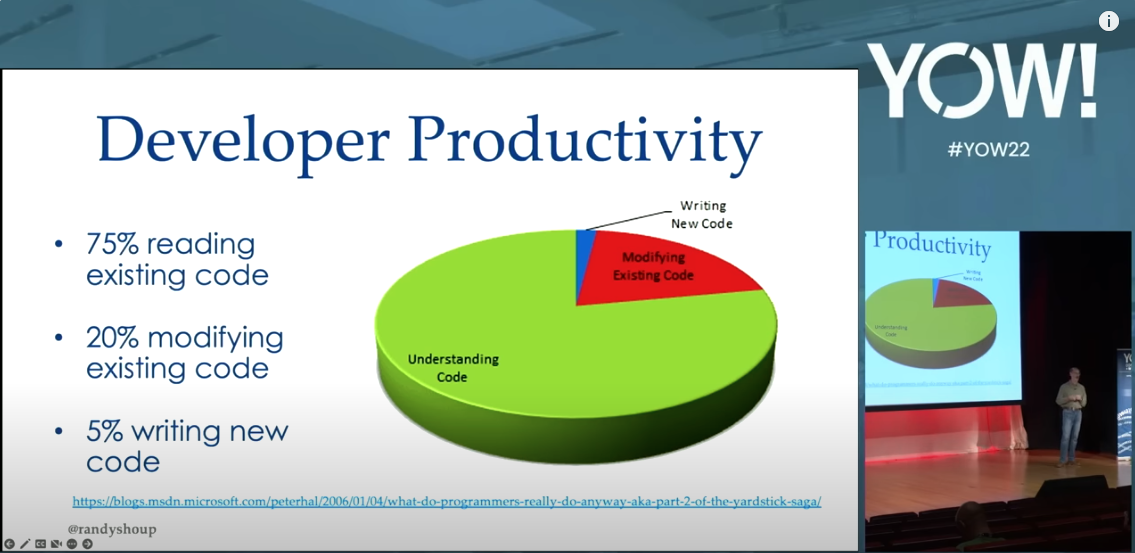 YOW!
#YOW22
Developer Productivity
• 75% reading
existing code
• 20% modifying
existing code
• 5% writing new
code
Writing
New Code
Modifying
Existing Code
Understanding
Code
https://blogs.msdn.microsoft.com/peterhal/2006/01/04/what-do-programmers-really-do-anyway-aka-part-2-of-the-yardstick-saga/
@randyshoup
Productivity
Writing
New Code
Understanding
Code